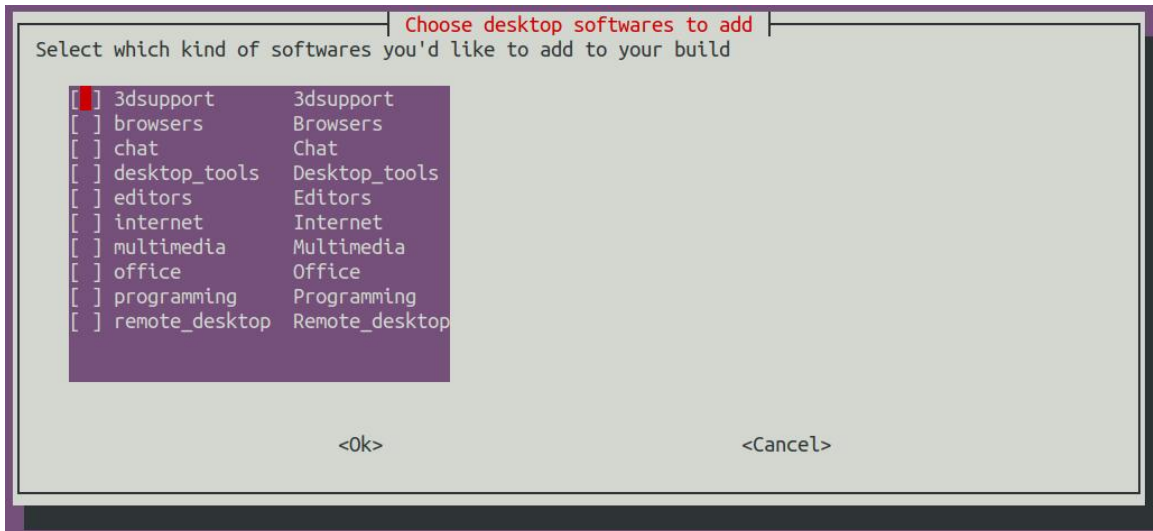 Choose desktop softwares to add
Select which kind of softwares you'd like to add to your build
[ ] 3dsupport 3dsupport
[ ] browsers Browsers
[ ] chat Chat
[ ] desktop_tools Desktop_tools
[ ] editors Editors
[ ] internet Internet
[ ] multimedia Multimedia
[ ] office Office
[ ] programming Programming
[ ] remote_desktop Remote_desktop
<Ok> <Cancel>